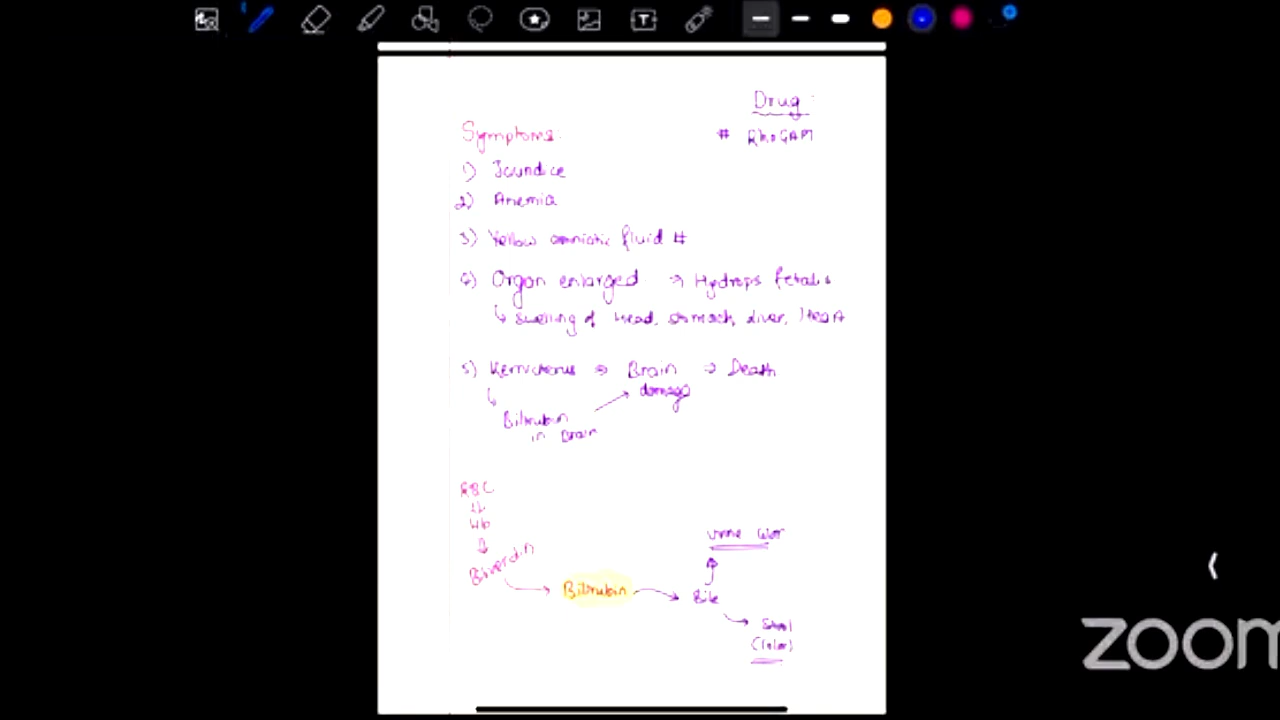 Drug:
# RhoGAM
Symptoms:
1) Jaundice
2) Anemia
3) Yellow amniotic fluid #
4) Organ enlarged → Hydrops fetalis
↳ Swelling of Head, stomach, liver, Heart
5) Kernicterus → Brain damage → Death
↳ Bilirubin in Brain
RBC
↓
Hb
↓
Biliverdin → Bilirubin → Bile
Urine color
Stool
(color)
zoom